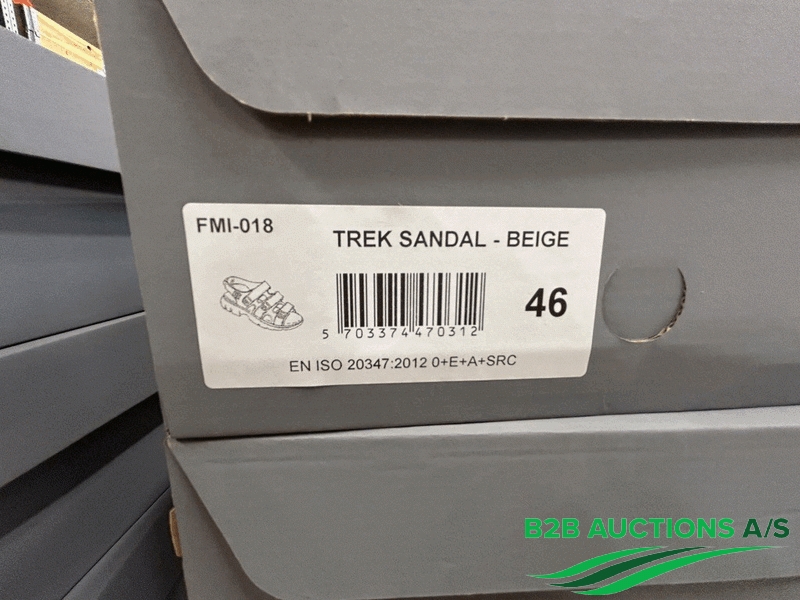 FMI-018
TREK SANDAL - BEIGE
46
5 703374 470312
EN ISO 20347:2012 0+E+A+SRC
B2B AUCTIONS A/S